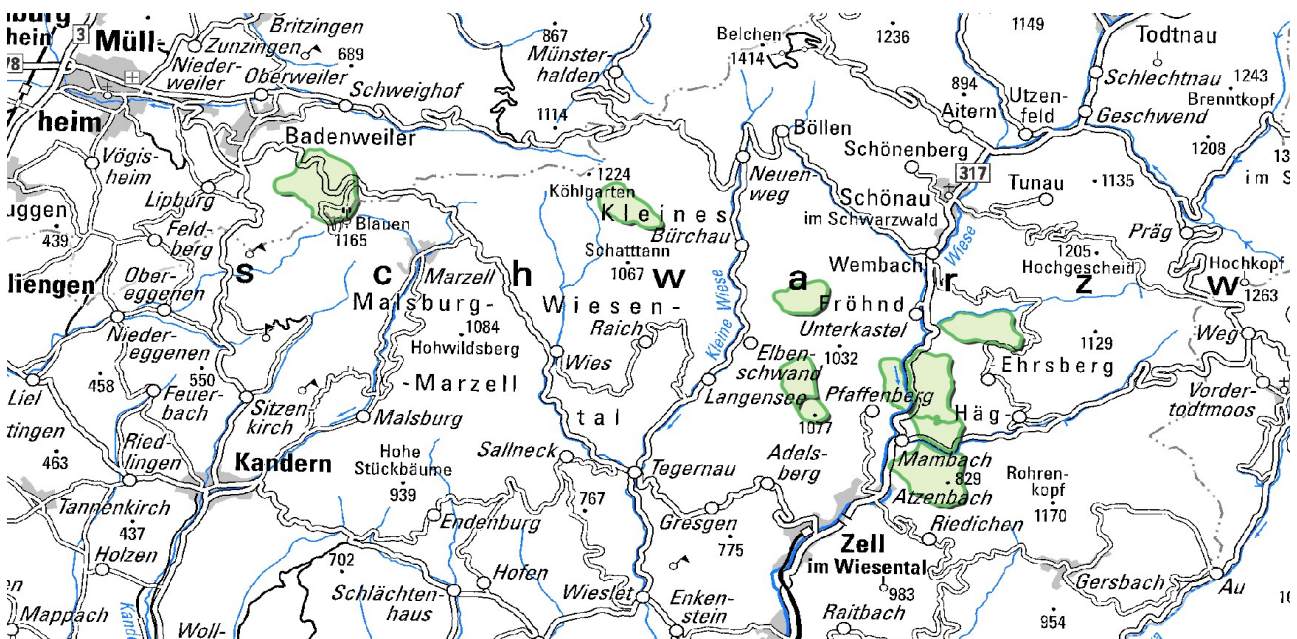 burg
hein
3
78
Müll-
heim
Britzingen
Zunzingen
689
Nieder-
weiler
Oberweiler
Schweighof
867
Münster-
halden
1114
Belchen
1414
1236
1149
Todtnau
894
Aitern
Utzen-
feld
Schlechtnau
1243
Brenntkopf
Geschwend
1208
Badenweiler
Vögis-
heim
Lipburg
uggen
439
Feld-
berg
Blauen
1165
1224
Köhlgarten
Kleines
Wiesen-
tal
Bürchau
Schatttann
1067
Böllen
Neuen-
weg
Schönenberg
317
Schönau
im Schwarzwald
Tunau
1135
13
im S
Präg
1205
Hochgescheid
Hochkopf
1263
Wiese
Wembach
liengen
Ober-
eggenen
Nieder-
eggenen
Marzell
Malsburg-
-Marzell
1084
Hohwildsberg
Raich
Wies
Kleine Wiese
S c h w a r z w
Fröhnd
Unterkastel
1032
Elben-
schwand
Langensee
1077
Pfaffenberg
Ehrsberg
1129
Häg-
Weg
Vorder-
todtmoos
Liel
458
550
Feuer-
bach
Sitzen-
kirch
Malsburg
tingen
463
Ried-
lingen
Kandern
Hohe
Stückbäume
939
Sallneck
Tegernau
Adels-
berg
Mambach
829
Atzenbach
Rohren-
kopf
1170
Tannenkirch
437
Holzen
Endenburg
767
Gresgen
775
Riedichen
Zell
im Wiesental
983
702
Schlächten-
haus
Hofen
Wieslet
Enken-
stein
Raitbach
Gersbach
954
Au
Mappach
Woll-